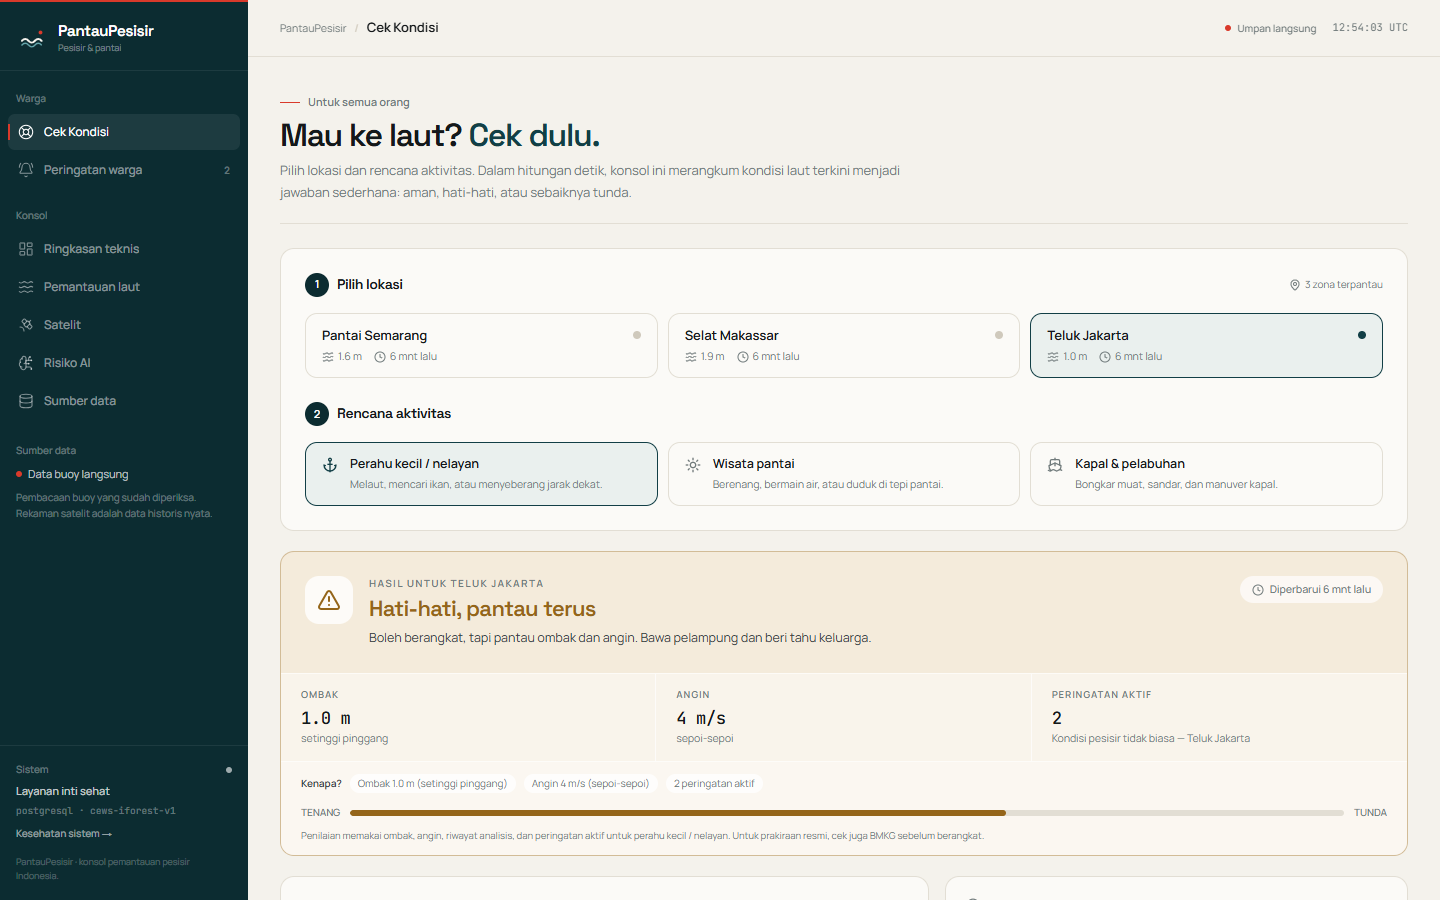 PantauPesisir
Pesisir & pantai
Warga
Cek Kondisi
Peringatan warga 2
Konsol
Ringkasan teknis
Pemantauan laut
Satelit
Risiko AI
Sumber data
Sumber data
Data buoy langsung
Pembacaan buoy yang sudah diperiksa.
Rekaman satelit adalah data historis nyata.
Sistem
Layanan inti sehat
postgresql · cews-iforest-v1
Kesehatan sistem →
PantauPesisir · konsol pemantauan pesisir
Indonesia.
PantauPesisir / Cek Kondisi
Umpan langsung 12:54:03 UTC
Untuk semua orang
Mau ke laut? Cek dulu.
Pilih lokasi dan rencana aktivitas. Dalam hitungan detik, konsol ini merangkum kondisi laut terkini menjadi
jawaban sederhana: aman, hati-hati, atau sebaiknya tunda.
1 Pilih lokasi
3 zona terpantau
Pantai Semarang
1.6 m 6 mnt lalu
Selat Makassar
1.9 m 6 mnt lalu
Teluk Jakarta
1.0 m 6 mnt lalu
2 Rencana aktivitas
Perahu kecil / nelayan
Melaut, mencari ikan, atau menyeberang jarak dekat.
Wisata pantai
Berenang, bermain air, atau duduk di tepi pantai.
Kapal & pelabuhan
Bongkar muat, sandar, dan manuver kapal.
HASIL UNTUK TELUK JAKARTA
Hati-hati, pantau terus
Boleh berangkat, tapi pantau ombak dan angin. Bawa pelampung dan beri tahu keluarga.
Diperbarui 6 mnt lalu
OMBAK
1.0 m
setinggi pinggang
ANGIN
4 m/s
sepoi-sepoi
PERINGATAN AKTIF
2
Kondisi pesisir tidak biasa — Teluk Jakarta
Kenapa? Ombak 1.0 m (setinggi pinggang) Angin 4 m/s (sepoi-sepoi) 2 peringatan aktif
TENANG TUNDA
Penilaian memakai ombak, angin, riwayat analisis, dan peringatan aktif untuk perahu kecil / nelayan. Untuk prakiraan resmi, cek juga BMKG sebelum berangkat.